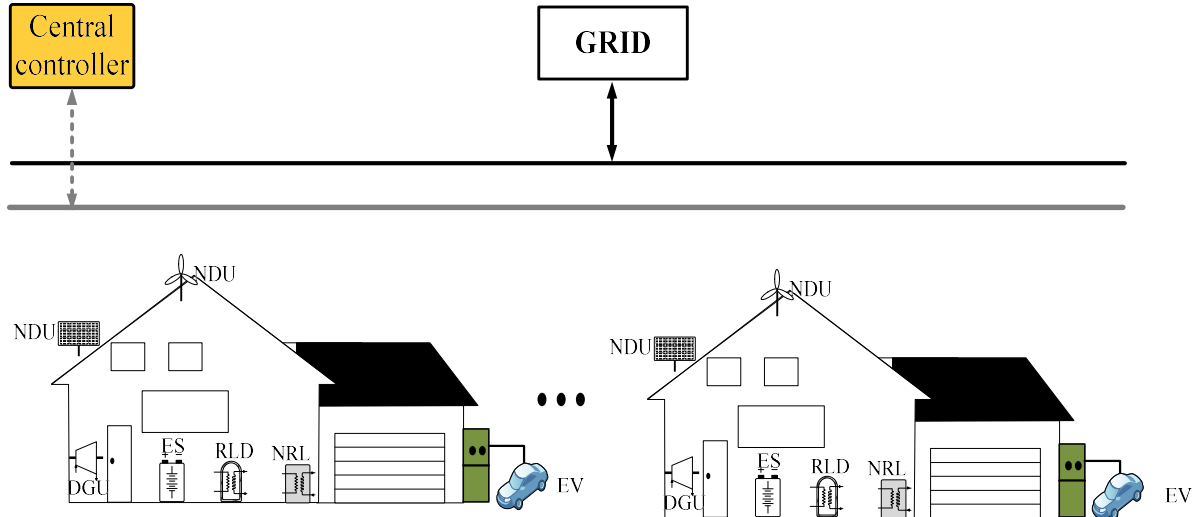 Central
controller
GRID
NDU
NDU
ES
RLD
NRL
DGU
EV
NDU
NDU
ES
RLD
NRL
DGU
EV